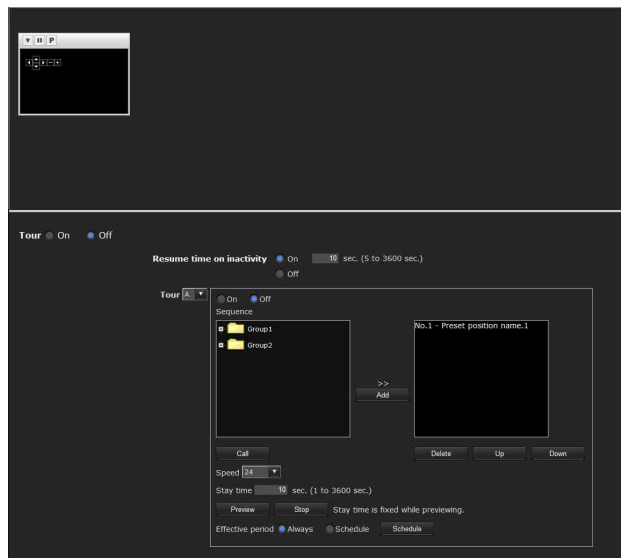 P
Tour On Off
Resume time on inactivity On 10 sec. (5 to 3600 sec.)
Off
Tour A
On Off
Sequence
Group1
Group2
No.1 - Preset position name.1
>>
Add
Call
Delete Up Down
Speed 24
Stay time 10 sec. (1 to 3600 sec.)
Preview Stop Stay time is fixed while previewing.
Effective period Always Schedule Schedule